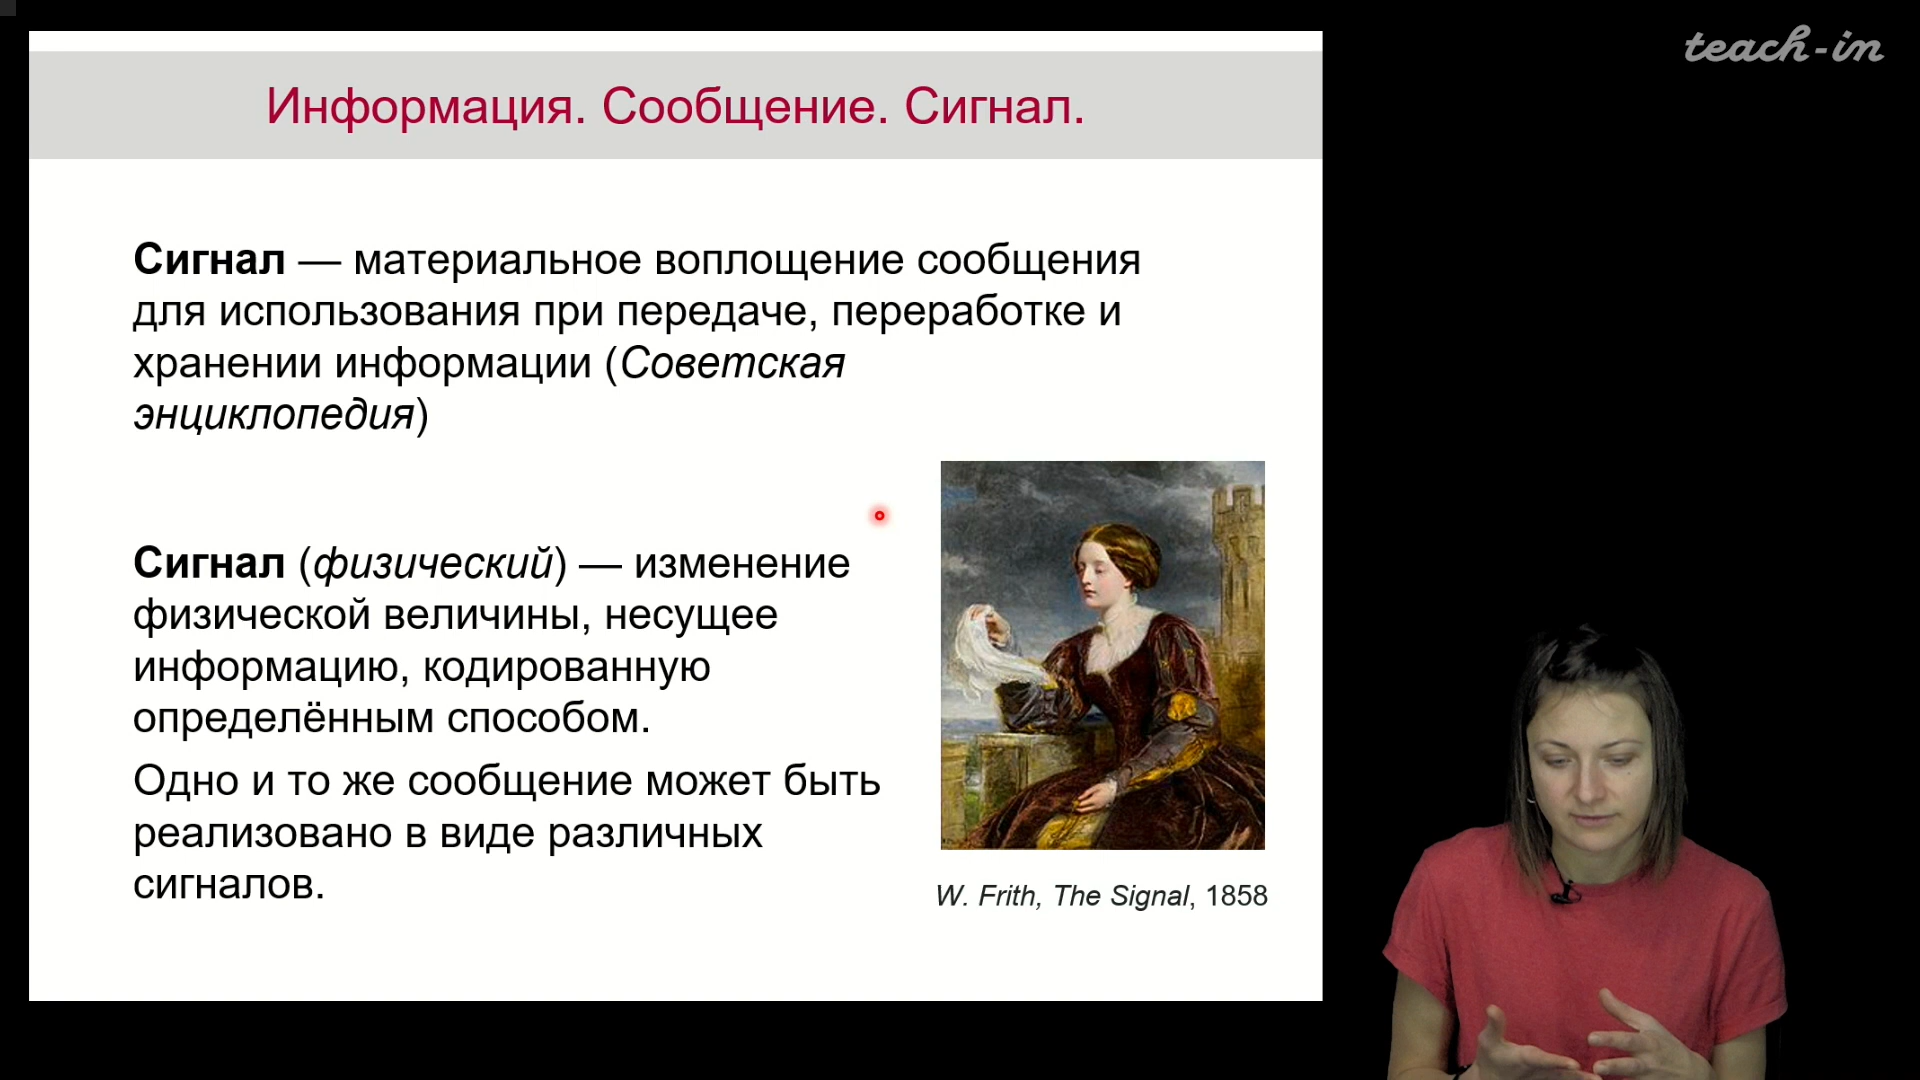 teach-in
Информация. Сообщение. Сигнал.
Сигнал — материальное воплощение сообщения
для использования при передаче, переработке и
хранении информации (Советская
энциклопедия)
Сигнал (физический) — изменение
физической величины, несущее
информацию, кодированную
определённым способом.
Одно и то же сообщение может быть
реализовано в виде различных
сигналов.
W. Frith, The Signal, 1858